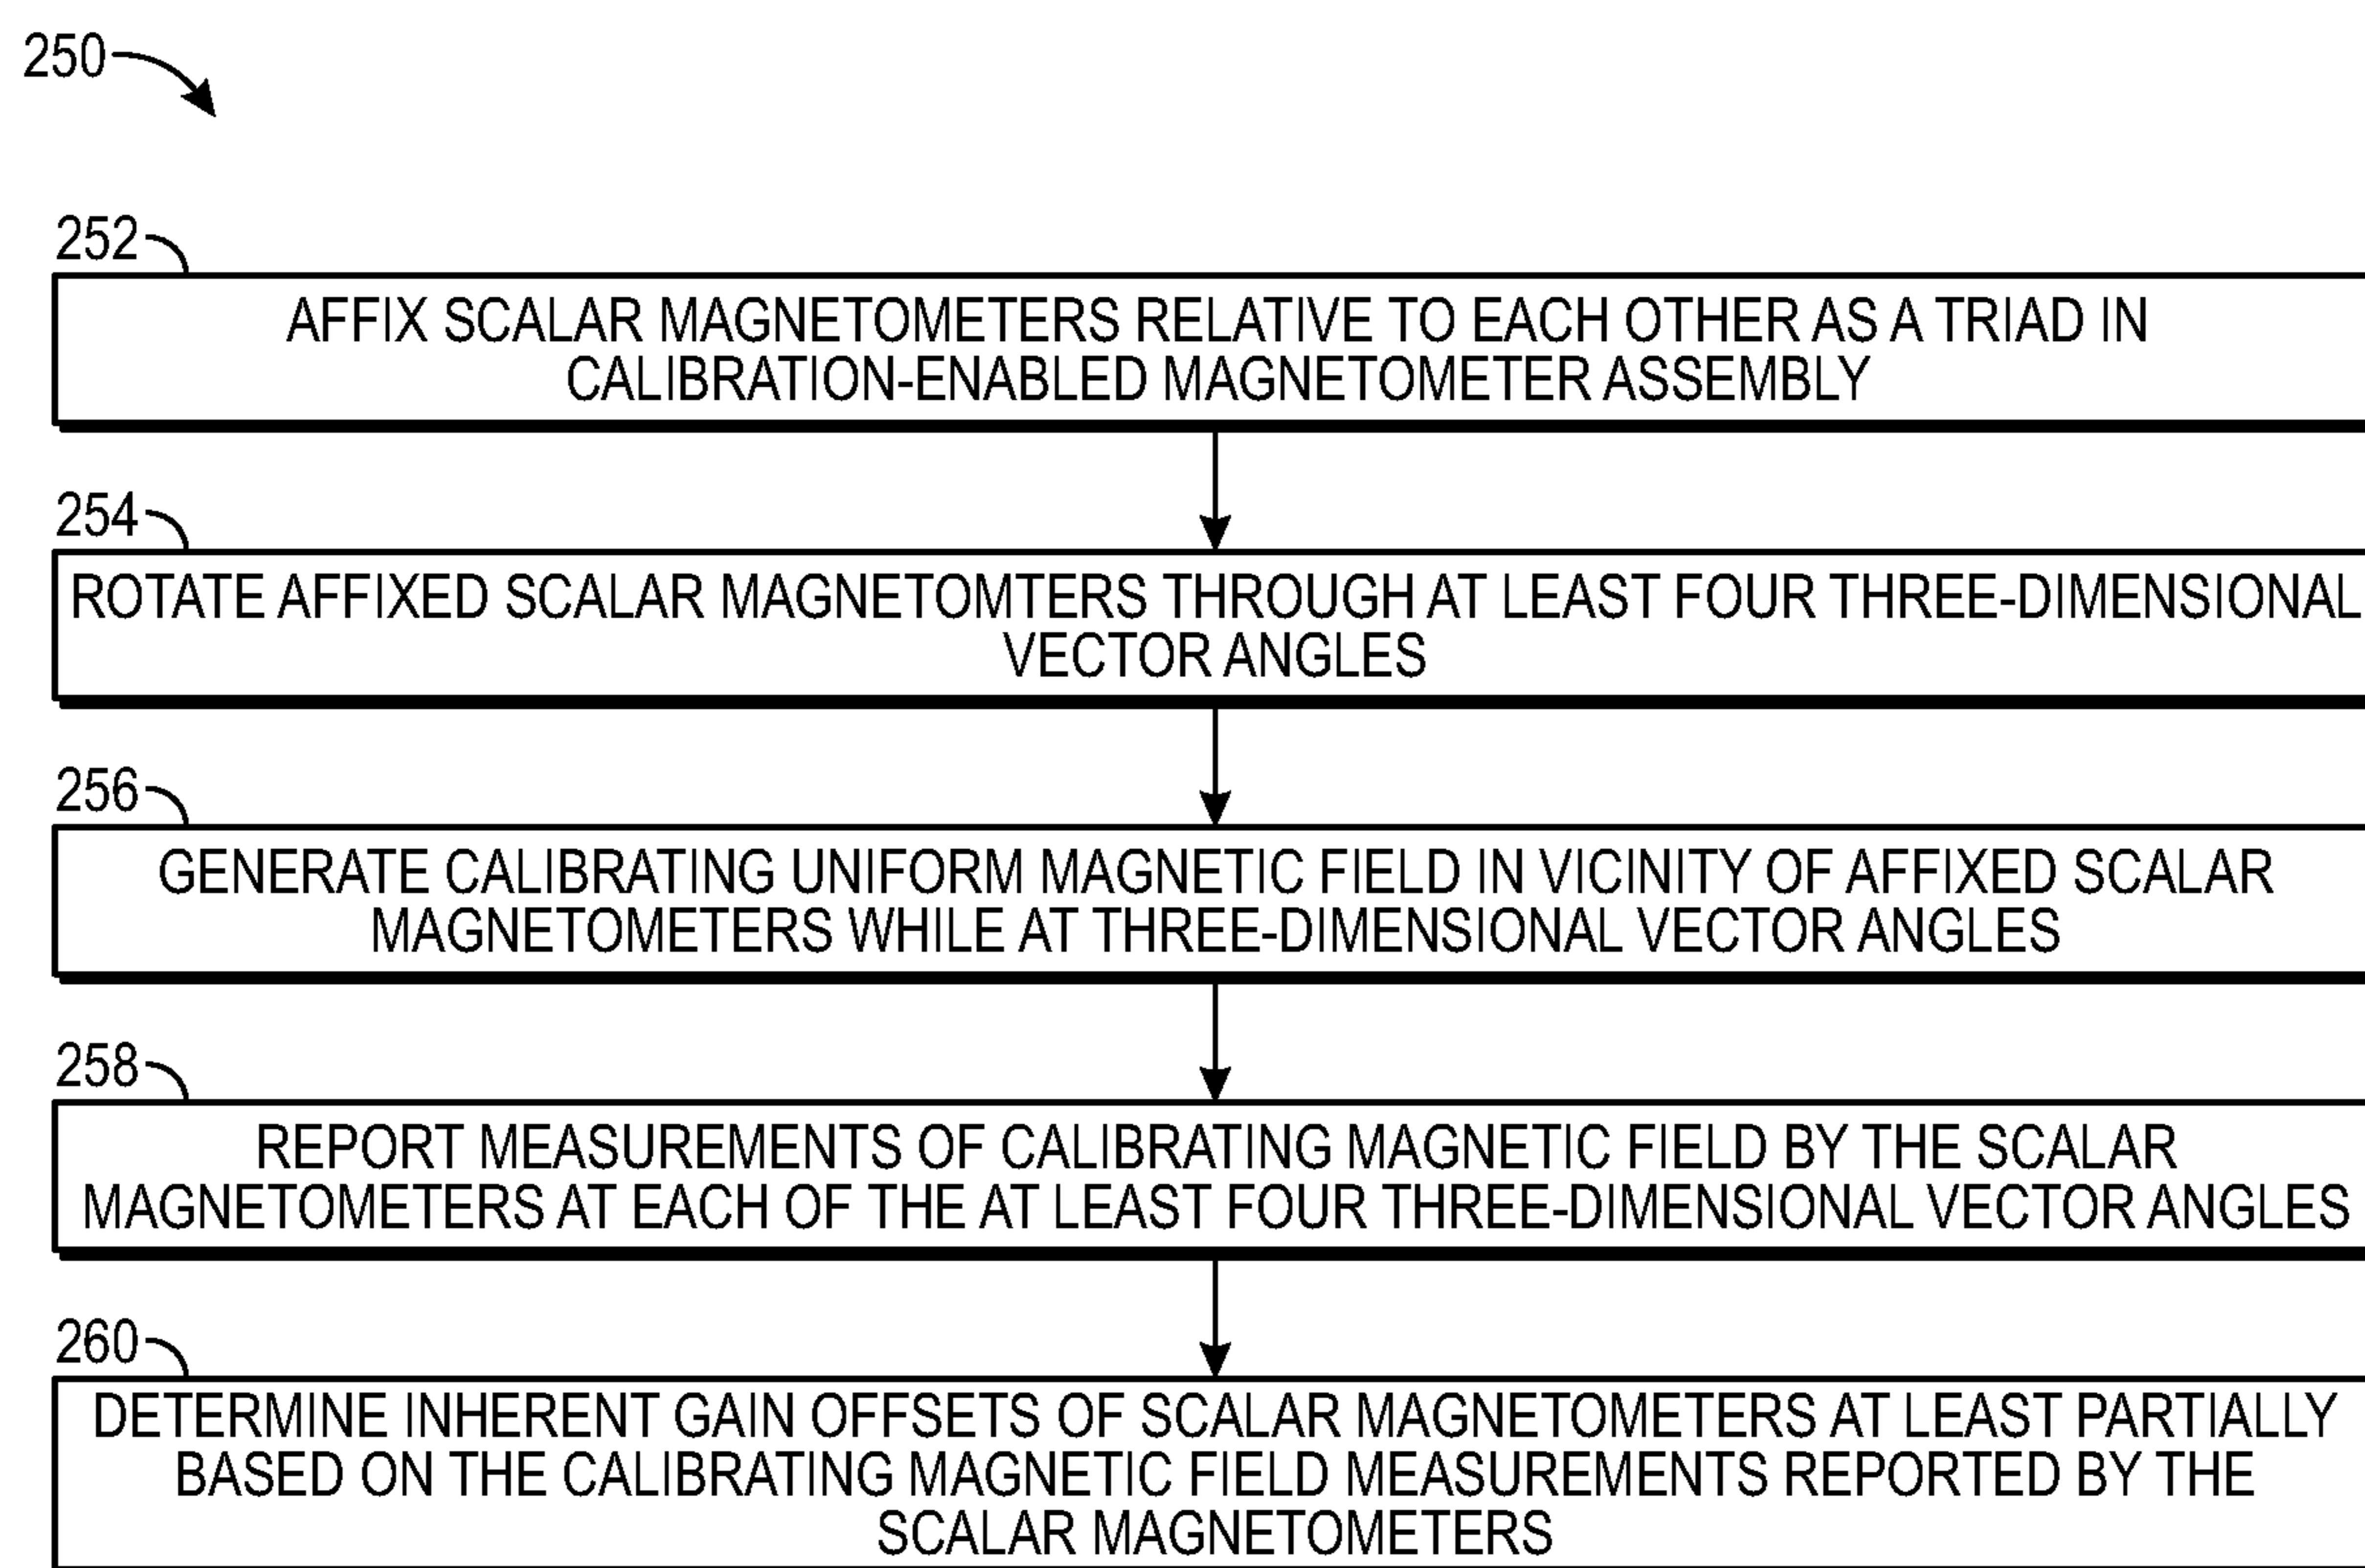 250
252
AFFIX SCALAR MAGNETOMETERS RELATIVE TO EACH OTHER AS A TRIAD IN
CALIBRATION-ENABLED MAGNETOMETER ASSEMBLY
254
ROTATE AFFIXED SCALAR MAGNETOMTERS THROUGH AT LEAST FOUR THREE-DIMENSIONAL
VECTOR ANGLES
256
GENERATE CALIBRATING UNIFORM MAGNETIC FIELD IN VICINITY OF AFFIXED SCALAR
MAGNETOMETERS WHILE AT THREE-DIMENSIONAL VECTOR ANGLES
258
REPORT MEASUREMENTS OF CALIBRATING MAGNETIC FIELD BY THE SCALAR
MAGNETOMETERS AT EACH OF THE AT LEAST FOUR THREE-DIMENSIONAL VECTOR ANGLES
260
DETERMINE INHERENT GAIN OFFSETS OF SCALAR MAGNETOMETERS AT LEAST PARTIALLY
BASED ON THE CALIBRATING MAGNETIC FIELD MEASUREMENTS REPORTED BY THE
SCALAR MAGNETOMETERS